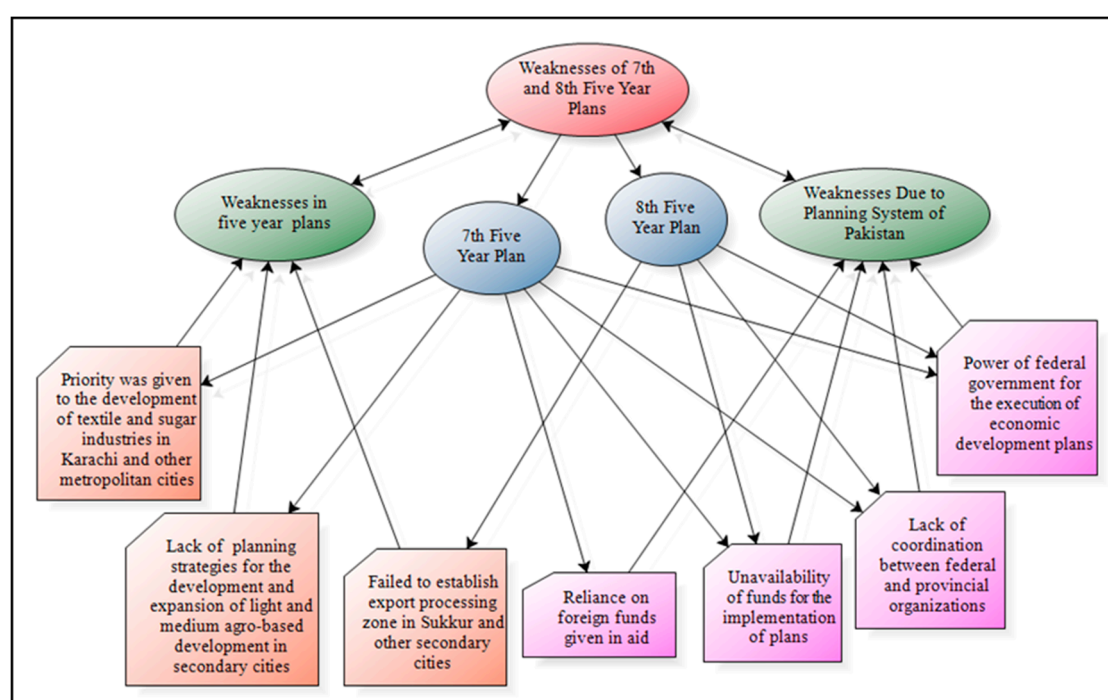 Weaknesses of 7th
and 8th Five Year
Plans
Weaknesses in
five year plans
7th Five
Year Plan
8th Five
Year Plan
Weaknesses Due to
Planning System of
Pakistan
Priority was given
to the development
of textile and sugar
industries in
Karachi and other
metropolitan cities
Lack of planning
strategies for the
development and
expansion of light and
medium agro-based
development in
secondary cities
Failed to establish
export processing
zone in Sukkur and
other secondary
cities
Reliance on
foreign funds
given in aid
Unavailability
of funds for the
implementation
of plans
Lack of
coordination
between federal
and provincial
organizations
Power of federal
government for
the execution of
economic
development plans